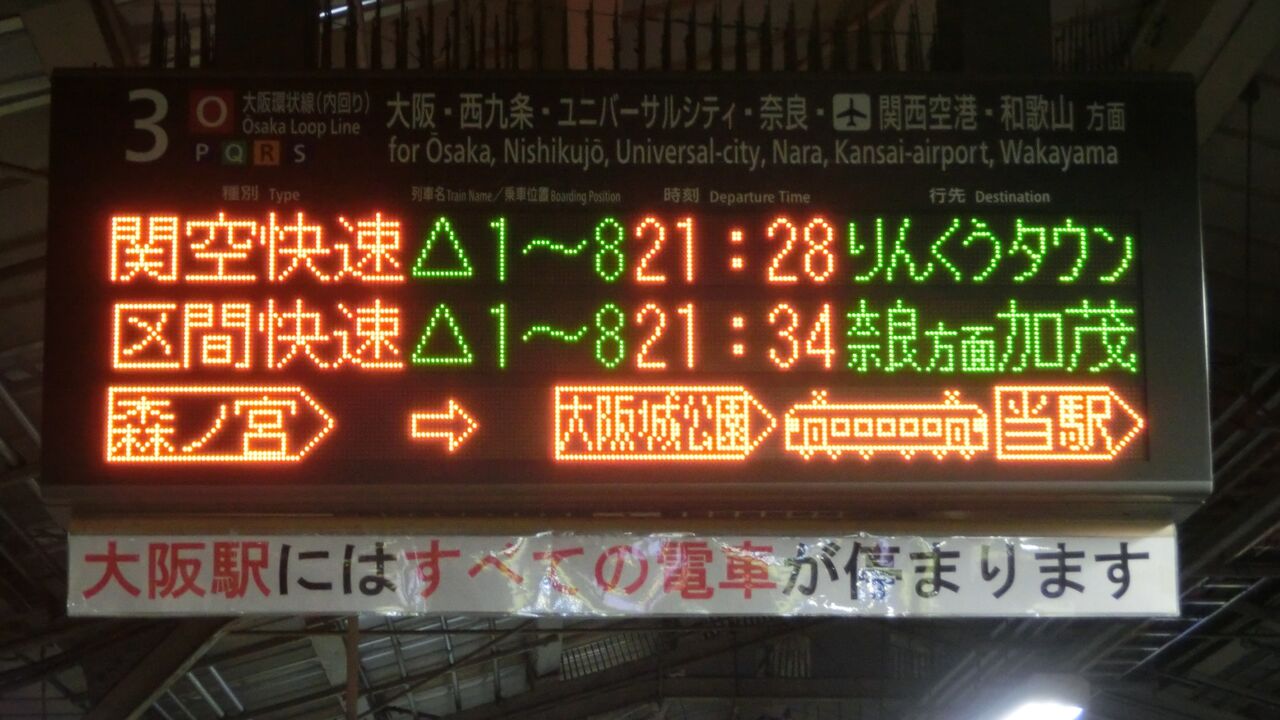 3 O 大阪環状線(内回り) 大阪・西九条・ユニバーサルシティ・奈良・関西空港・和歌山 方面
Ōsaka Loop Line
P Q R S for Ōsaka, Nishikujō, Universal-city, Nara, Kansai-airport, Wakayama
種別 Type 列車名 Train Name／乗車位置 Boarding Position 時刻 Departure Time 行先 Destination
関空快速 △1～8 21:28 りんくうタウン
区間快速 △1～8 21:34 奈良方面加茂
森ノ宮 ⇨ 大阪城公園 当駅
大阪駅にはすべての電車が停まります